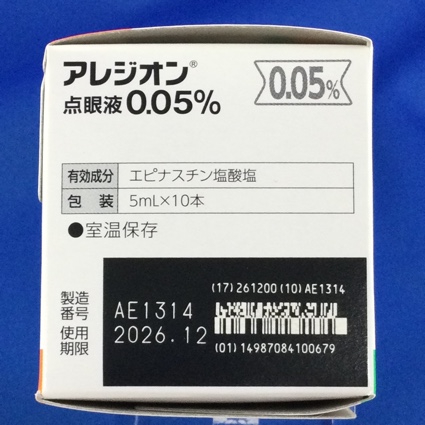 アレジオン®
点眼液 0.05%
0.05%
有効成分 エピナスチン塩酸塩
包装 5mL×10本
●室温保存
(17)261200(10)AE1314
製造番号 AE1314
使用期限 2026.12
(01)14987084100679